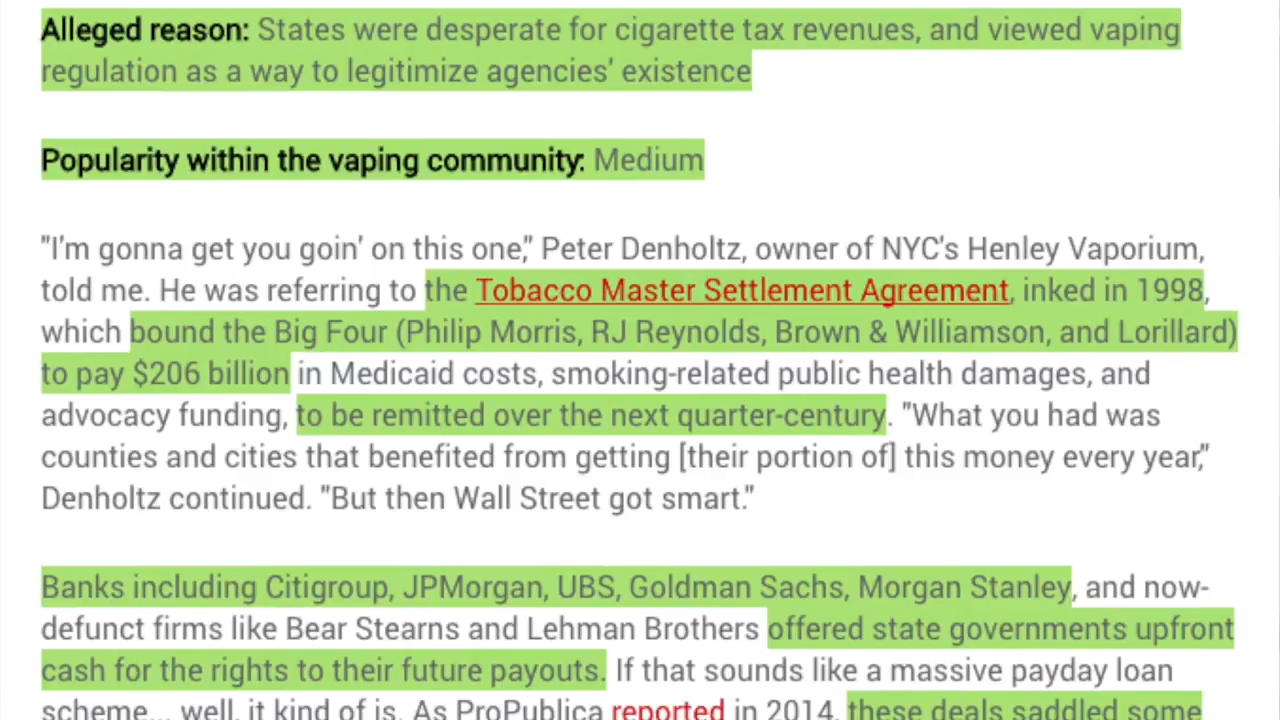 Alleged reason: States were desperate for cigarette tax revenues, and viewed vaping
regulation as a way to legitimize agencies' existence
Popularity within the vaping community: Medium
"I'm gonna get you goin' on this one," Peter Denholtz, owner of NYC's Henley Vaporium,
told me. He was referring to the Tobacco Master Settlement Agreement, inked in 1998,
which bound the Big Four (Philip Morris, RJ Reynolds, Brown & Williamson, and Lorillard)
to pay $206 billion in Medicaid costs, smoking-related public health damages, and
advocacy funding, to be remitted over the next quarter-century. "What you had was
counties and cities that benefited from getting [their portion of] this money every year,"
Denholtz continued. "But then Wall Street got smart."
Banks including Citigroup, JPMorgan, UBS, Goldman Sachs, Morgan Stanley, and now-
defunct firms like Bear Stearns and Lehman Brothers offered state governments upfront
cash for the rights to their future payouts. If that sounds like a massive payday loan
scheme... well, it kind of is. As ProPublica reported in 2014, these deals saddled some